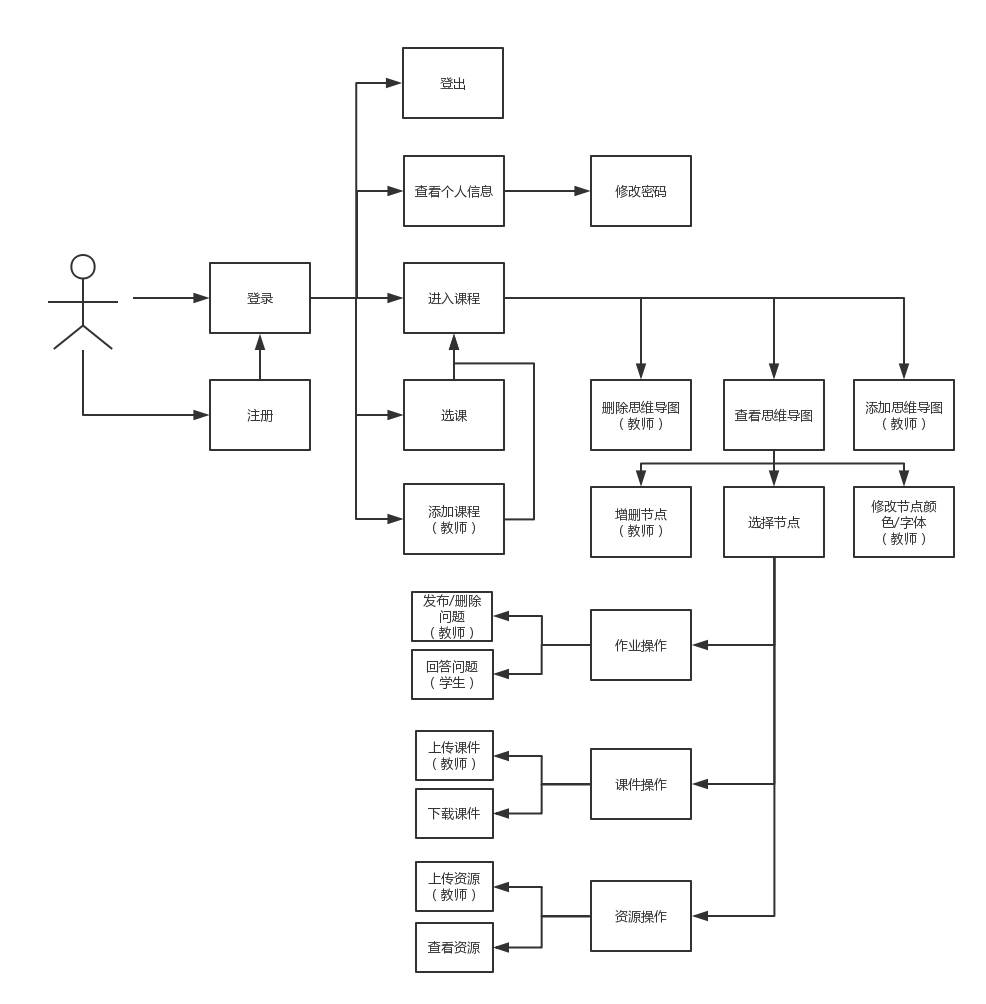 登出
查看个人信息
修改密码
登录
进入课程
注册
选课
删除思维导图
（教师）
查看思维导图
添加思维导图
（教师）
添加课程
（教师）
增删节点
（教师）
选择节点
修改节点颜
色/字体
（教师）
发布/删除
问题
（教师）
回答问题
（学生）
作业操作
上传课件
（教师）
下载课件
课件操作
上传资源
（教师）
查看资源
资源操作